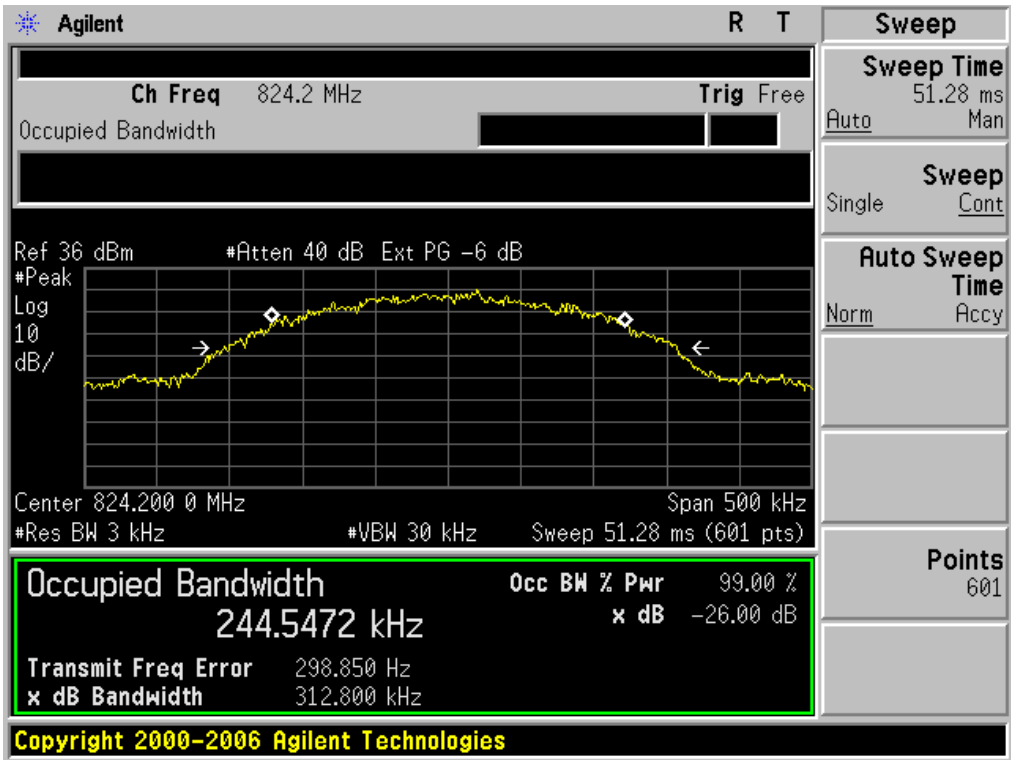 Agilent R T
Sweep
Ch Freq 824.2 MHz Trig Free
Occupied Bandwidth
Sweep Time
51.28 ms
Auto Man
Sweep
Single Cont
Auto Sweep
Time
Norm Accy
Points
601
Ref 36 dBm #Atten 40 dB Ext PG -6 dB
#Peak
Log
10
dB/
Center 824.200 0 MHz Span 500 kHz
#Res BW 3 kHz #VBW 30 kHz Sweep 51.28 ms (601 pts)
Occupied Bandwidth Occ BW % Pwr 99.00 %
244.5472 kHz x dB -26.00 dB
Transmit Freq Error 298.850 Hz
x dB Bandwidth 312.800 kHz
Copyright 2000-2006 Agilent Technologies